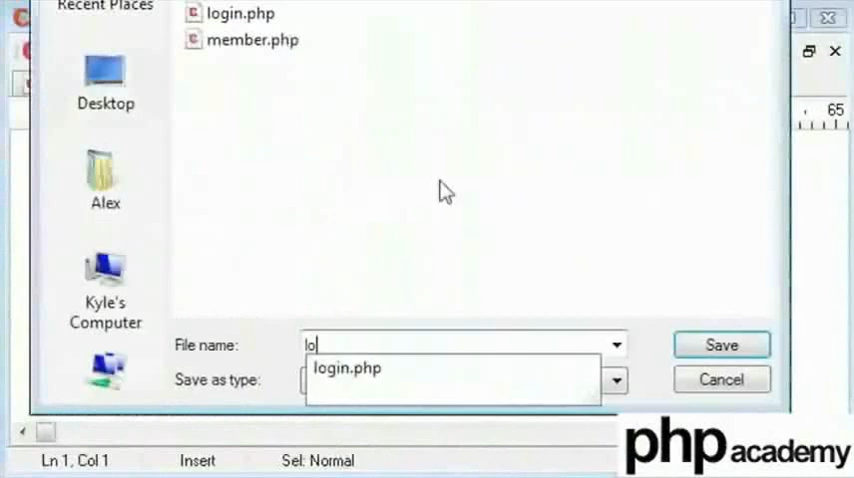 Recent Places
login.php
member.php
65
Desktop
Alex
Kyle's
Computer
File name:
lo
Save
login.php
Save as type:
Cancel
Ln 1, Col 1
Insert
Sel: Normal
php academy